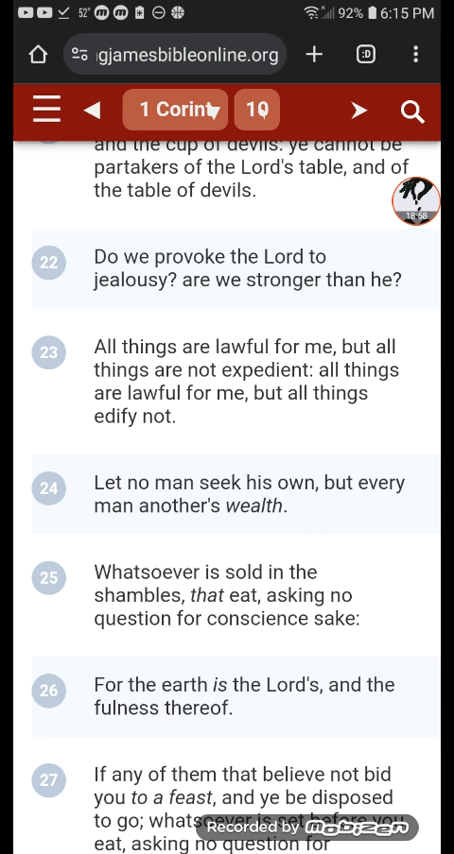 52° 92% 6:15 PM
gjamesbibleonline.org :D
1 Corint 10
and the cup of devils: ye cannot be
partakers of the Lord's table, and of
the table of devils.
18:58
22 Do we provoke the Lord to
jealousy? are we stronger than he?
23 All things are lawful for me, but all
things are not expedient: all things
are lawful for me, but all things
edify not.
24 Let no man seek his own, but every
man another's wealth.
25 Whatsoever is sold in the
shambles, that eat, asking no
question for conscience sake:
26 For the earth is the Lord's, and the
fulness thereof.
27 If any of them that believe not bid
you to a feast, and ye be disposed
to go; whatsoever is set before you
Recorded by mobizen
eat, asking no question for